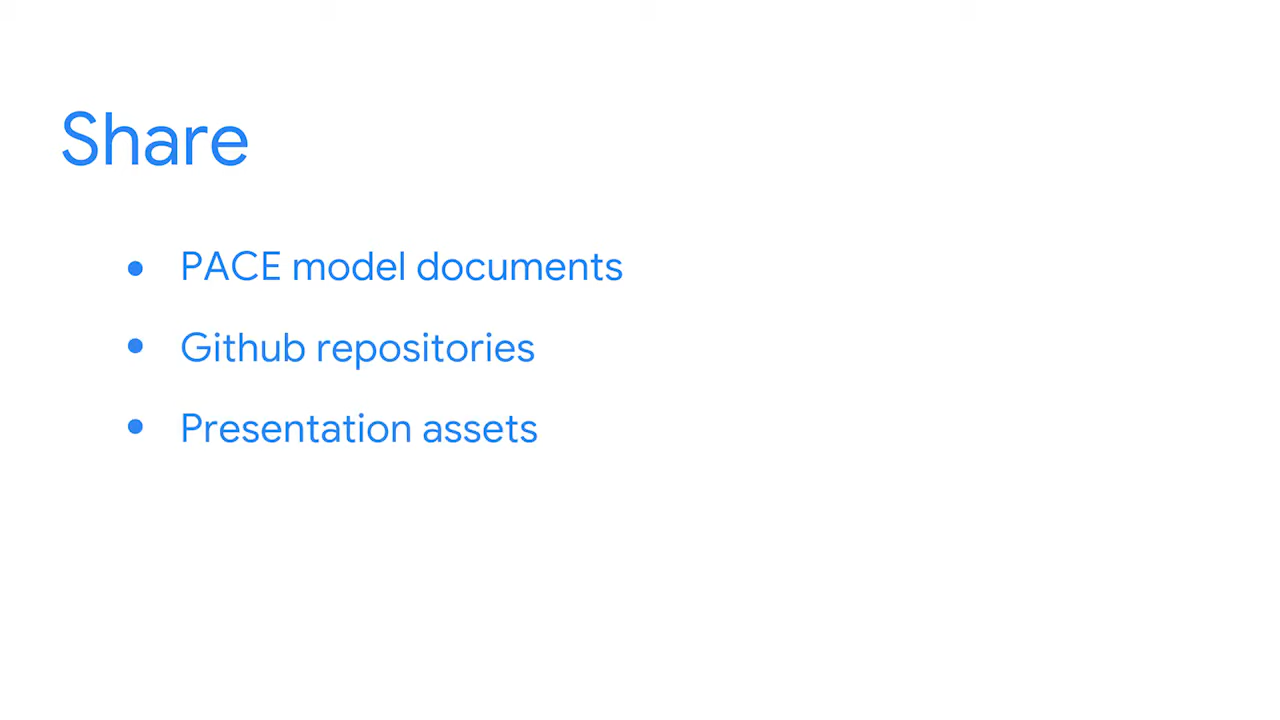 Share
• PACE model documents
• Github repositories
• Presentation assets